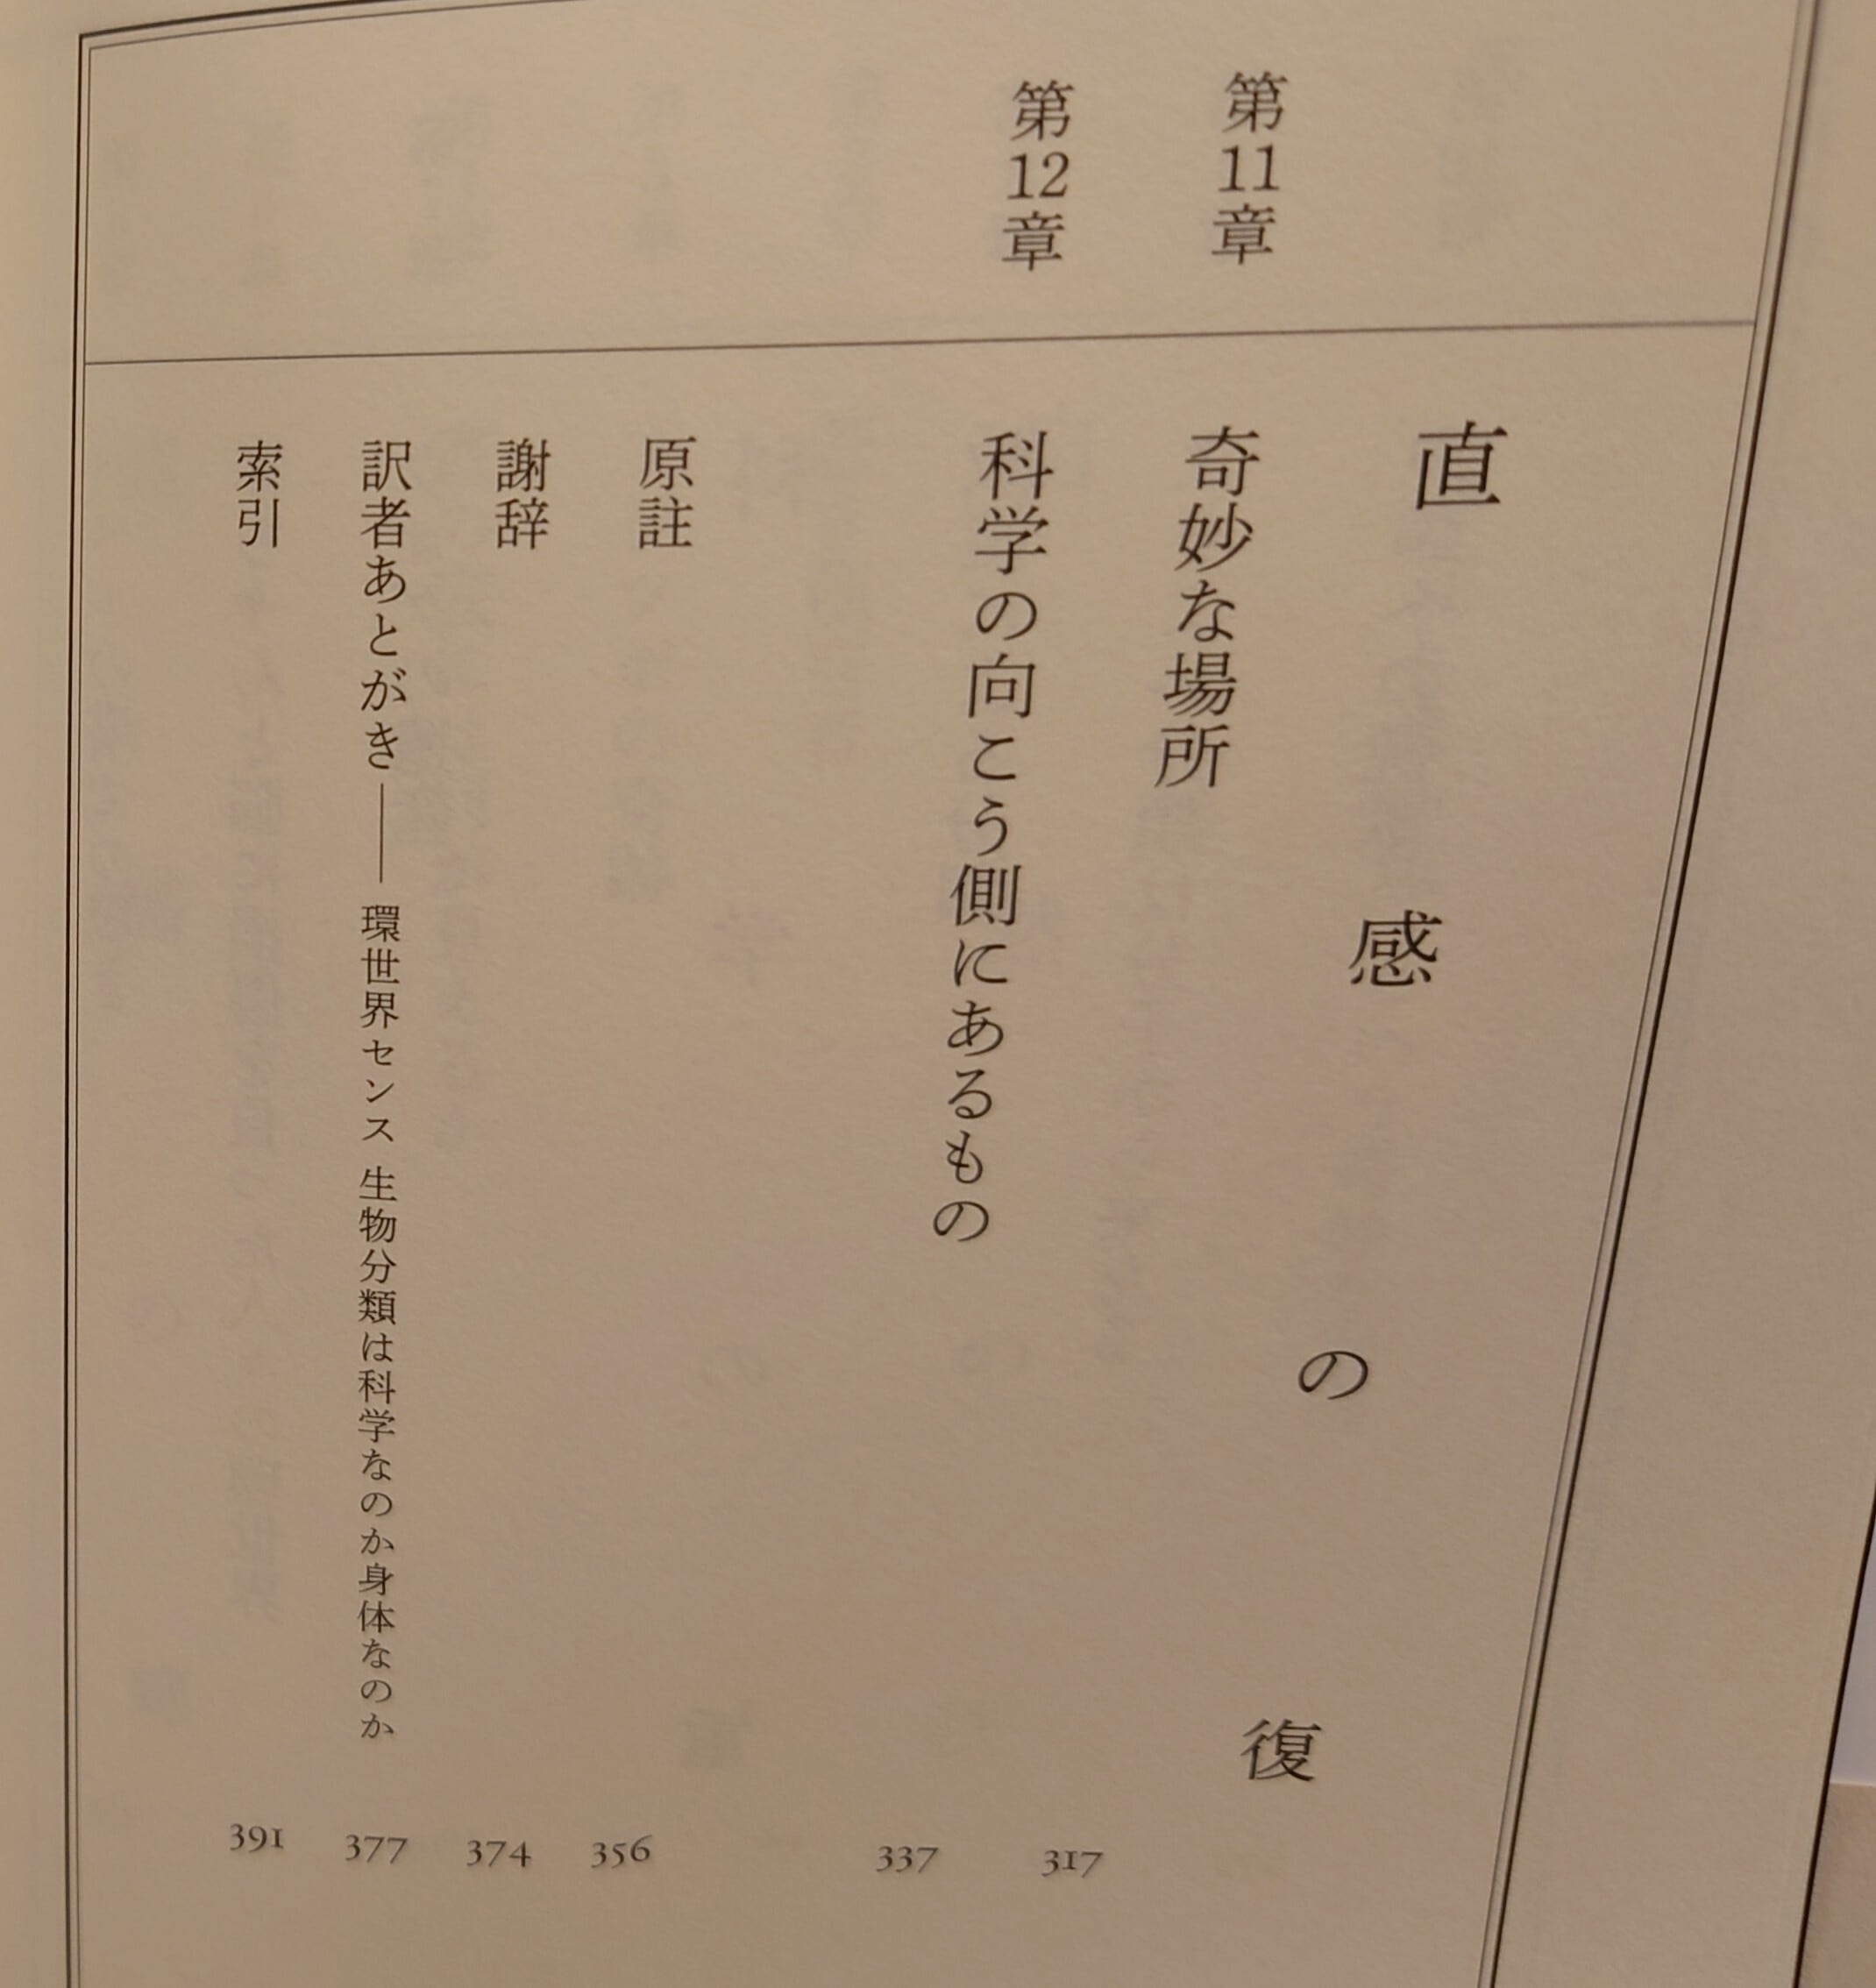 直感の復
第11章 奇妙な場所 317
第12章 科学の向こう側にあるもの 337
原註 356
謝辞 374
訳者あとがき――環世界センス 生物分類は科学なのか身体なのか 377
索引 391